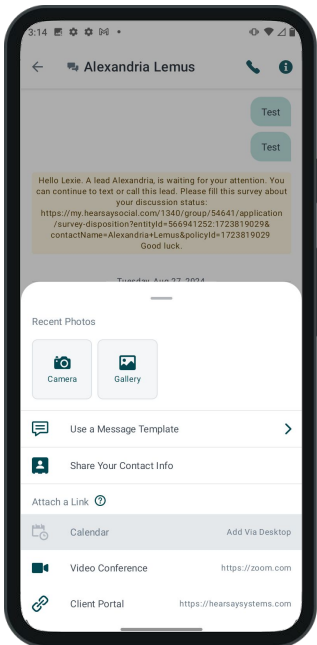 3:14
Alexandria Lemus
Test
Test
Hello Lexie. A lead Alexandria, is waiting for your attention. You
can continue to text or call this lead. Please fill this survey about
your discussion status:
https://my.hearsaysocial.com/1340/group/54641/application
/survey-disposition?entityId=566941252:1723819029&
contactName=Alexandria+Lemus&policyId=1723819029
Good luck.
Tuesday, Aug 27, 2024
Recent Photos
Camera
Gallery
Use a Message Template
Share Your Contact Info
Attach a Link
Calendar
Add Via Desktop
Video Conference
https://zoom.com
Client Portal
https://hearsaysystems.com